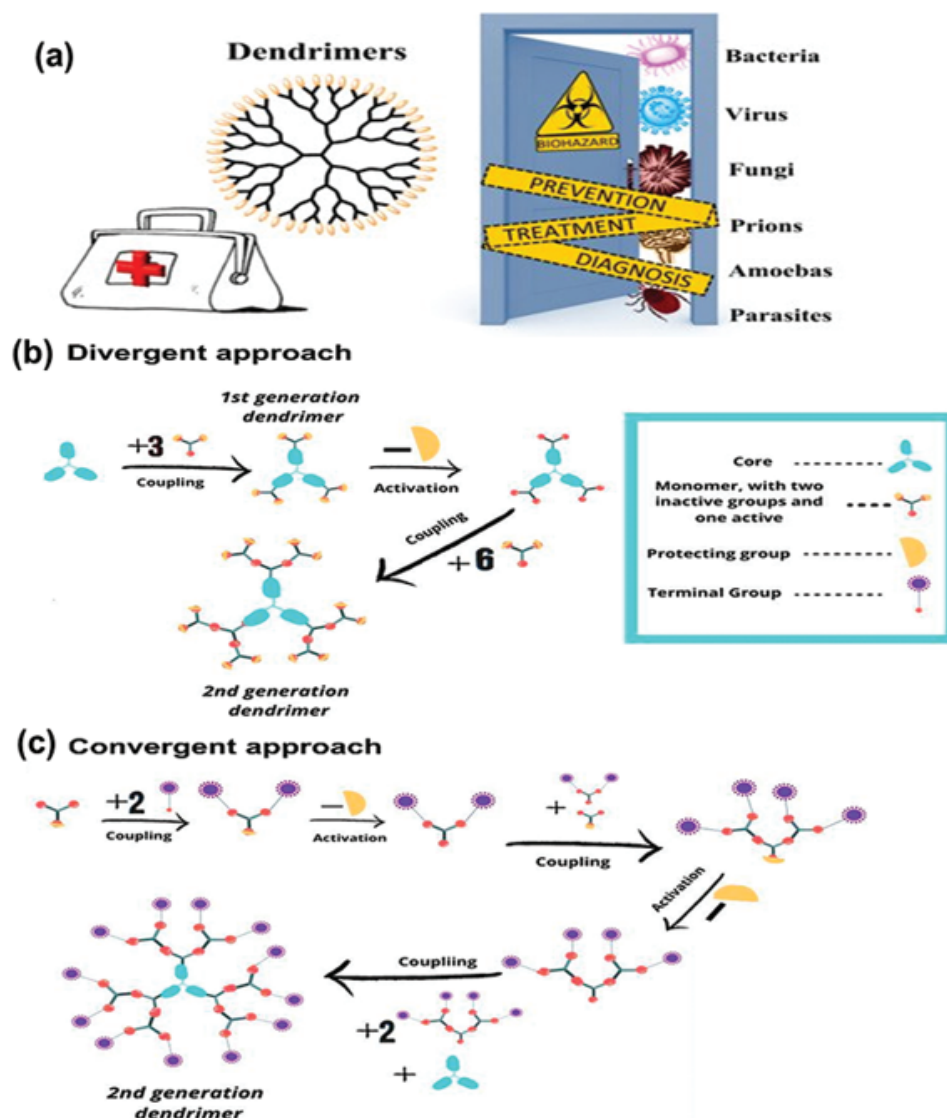 (a)
Dendrimers
BIOHAZARD
PREVENTION
TREATMENT
DIAGNOSIS
Bacteria
Virus
Fungi
Prions
Amoebas
Parasites
(b) Divergent approach
1st generation
dendrimer
+3
Coupling
Activation
Coupling
+6
2nd generation
dendrimer
Core
Monomer, with two
inactive groups and
one active
Protecting group
Terminal Group
(c) Convergent approach
+2
Coupling
Activation
+
Coupling
Activation
Coupliing
+2
+
2nd generation
dendrimer